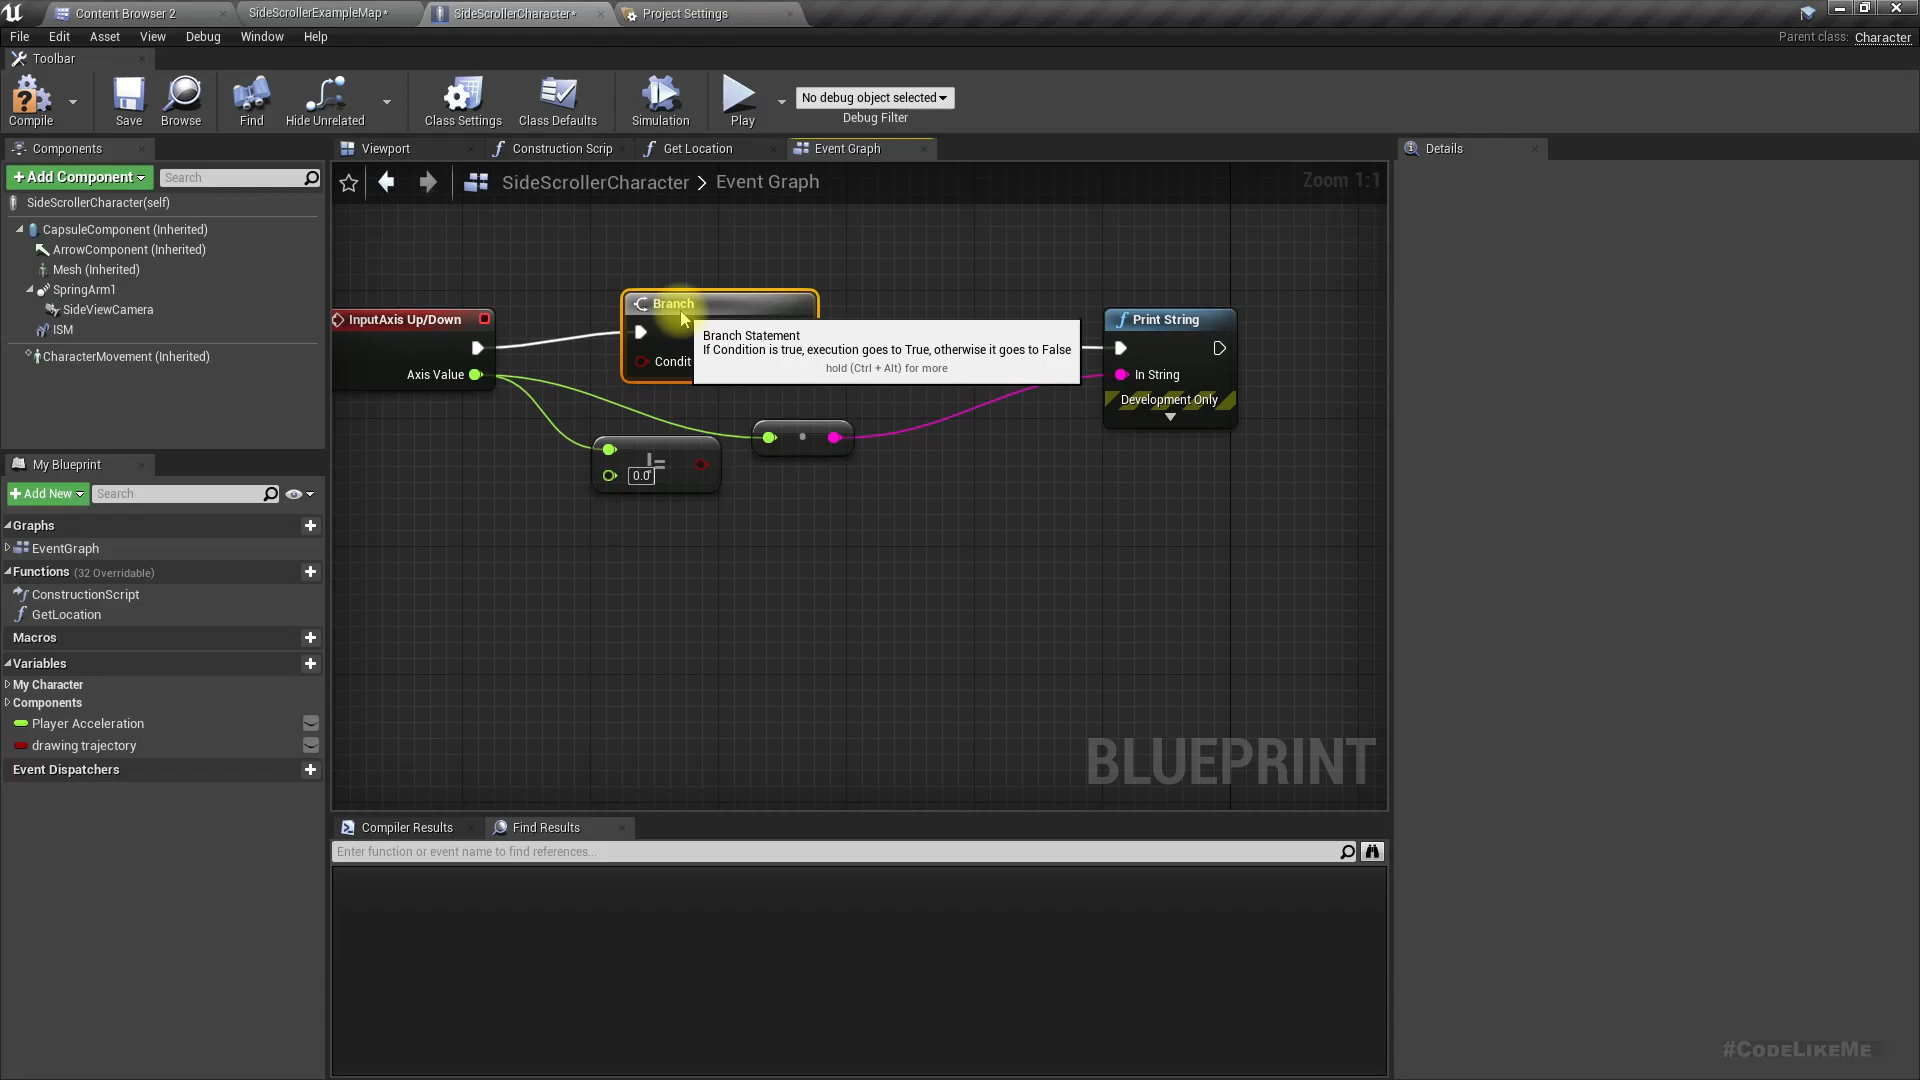 Content Browser 2
SideScrollerExampleMap*
SideScrollerCharacter*
Project Settings
File Edit Asset View Debug Window Help
Parent class: Character
Toolbar
Compile
Save
Browse
Find
Hide Unrelated
Class Settings
Class Defaults
Simulation
Play
No debug object selected
Debug Filter
Components
+Add Component
Search
SideScrollerCharacter(self)
CapsuleComponent (Inherited)
ArrowComponent (Inherited)
Mesh (Inherited)
SpringArm1
SideViewCamera
ISM
CharacterMovement (Inherited)
My Blueprint
+Add New
Search
Graphs
EventGraph
Functions (32 Overridable)
ConstructionScript
GetLocation
Macros
Variables
My Character
Components
Player Acceleration
drawing trajectory
Event Dispatchers
Viewport
Construction Scrip
Get Location
Event Graph
SideScrollerCharacter > Event Graph
Zoom 1:1
InputAxis Up/Down
Axis Value
Branch
Condit
Branch Statement
If Condition is true, execution goes to True, otherwise it goes to False
hold (Ctrl + Alt) for more
!=
0.0
Print String
In String
Development Only
BLUEPRINT
Compiler Results
Find Results
Enter function or event name to find references...
Details
#CodeLikeMe